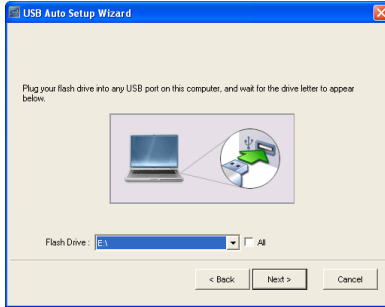 USB Auto Setup Wizard
Plug your flash drive into any USB port on this computer, and wait for the drive letter to appear
below.
Flash Drive : E:\ All
< Back Next > Cancel